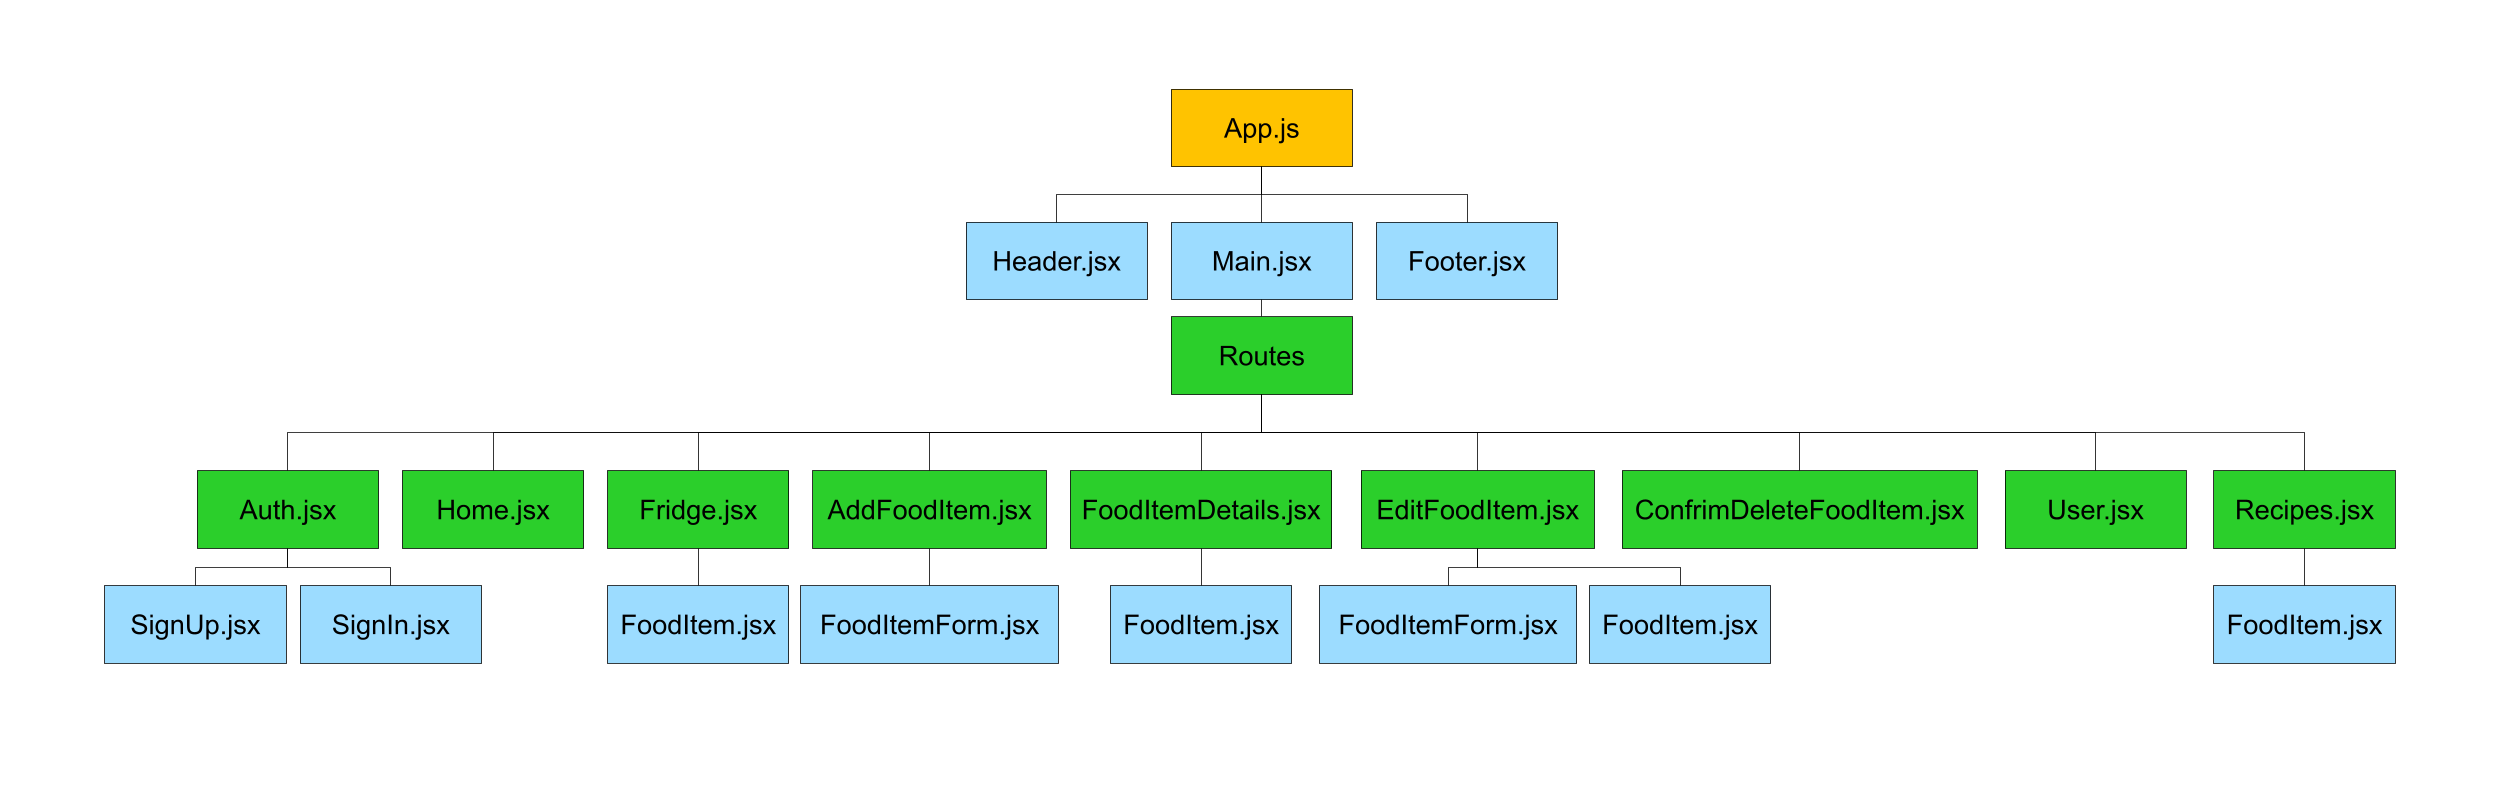 App.js
Header.jsx
Main.jsx
Footer.jsx
Routes
Auth.jsx
Home.jsx
Fridge.jsx
AddFoodItem.jsx
FoodItemDetails.jsx
EditFoodItem.jsx
ConfrimDeleteFoodItem.jsx
User.jsx
Recipes.jsx
SignUp.jsx
SignIn.jsx
FoodItem.jsx
FoodItemForm.jsx
FoodItem.jsx
FoodItemForm.jsx
FoodItem.jsx
FoodItem.jsx